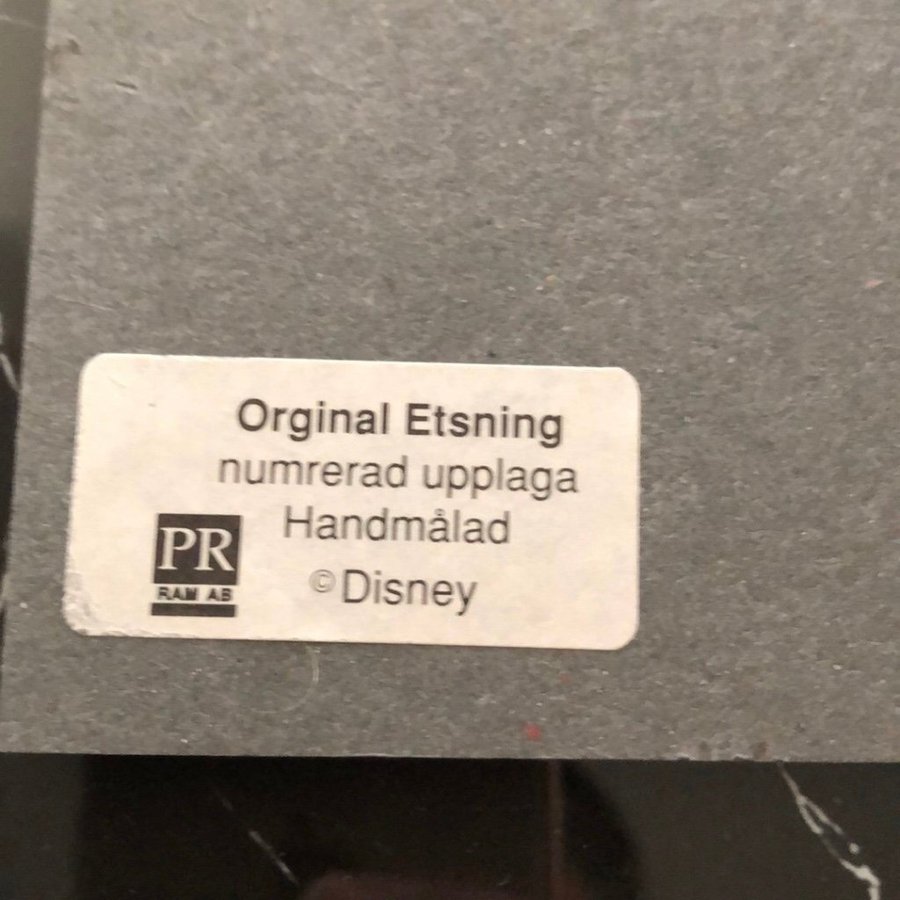 Orginal Etsning
numrerad upplaga
Handmålad
©Disney
PR
RAM AB